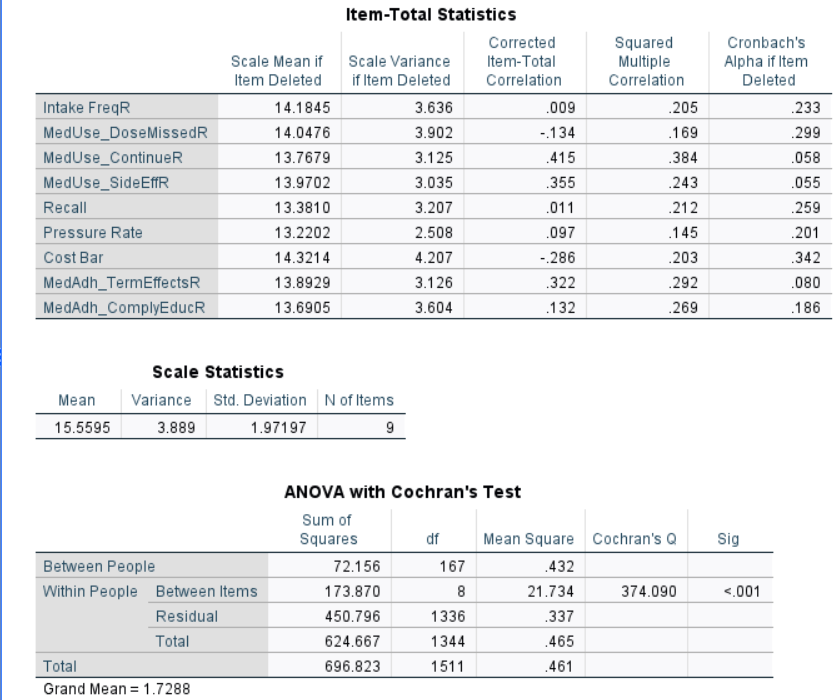 Item-Total Statistics
Scale Mean if Item Deleted Scale Variance if Item Deleted Corrected Item-Total Correlation Squared Multiple Correlation Cronbach's Alpha if Item Deleted
Intake FreqR 14.1845 3.636 .009 .205 .233
MedUse_DoseMissedR 14.0476 3.902 -.134 .169 .299
MedUse_ContinueR 13.7679 3.125 .415 .384 .058
MedUse_SideEffR 13.9702 3.035 .355 .243 .055
Recall 13.3810 3.207 .011 .212 .259
Pressure Rate 13.2202 2.508 .097 .145 .201
Cost Bar 14.3214 4.207 -.286 .203 .342
MedAdh_TermEffectsR 13.8929 3.126 .322 .292 .080
MedAdh_ComplyEducR 13.6905 3.604 .132 .269 .186
Scale Statistics
Mean Variance Std. Deviation N of Items
15.5595 3.889 1.97197 9
ANOVA with Cochran's Test
Sum of Squares df Mean Square Cochran's Q Sig
Between People 72.156 167 .432
Within People Between Items 173.870 8 21.734 374.090 <.001
Residual 450.796 1336 .337
Total 624.667 1344 .465
Total 696.823 1511 .461
Grand Mean = 1.7288